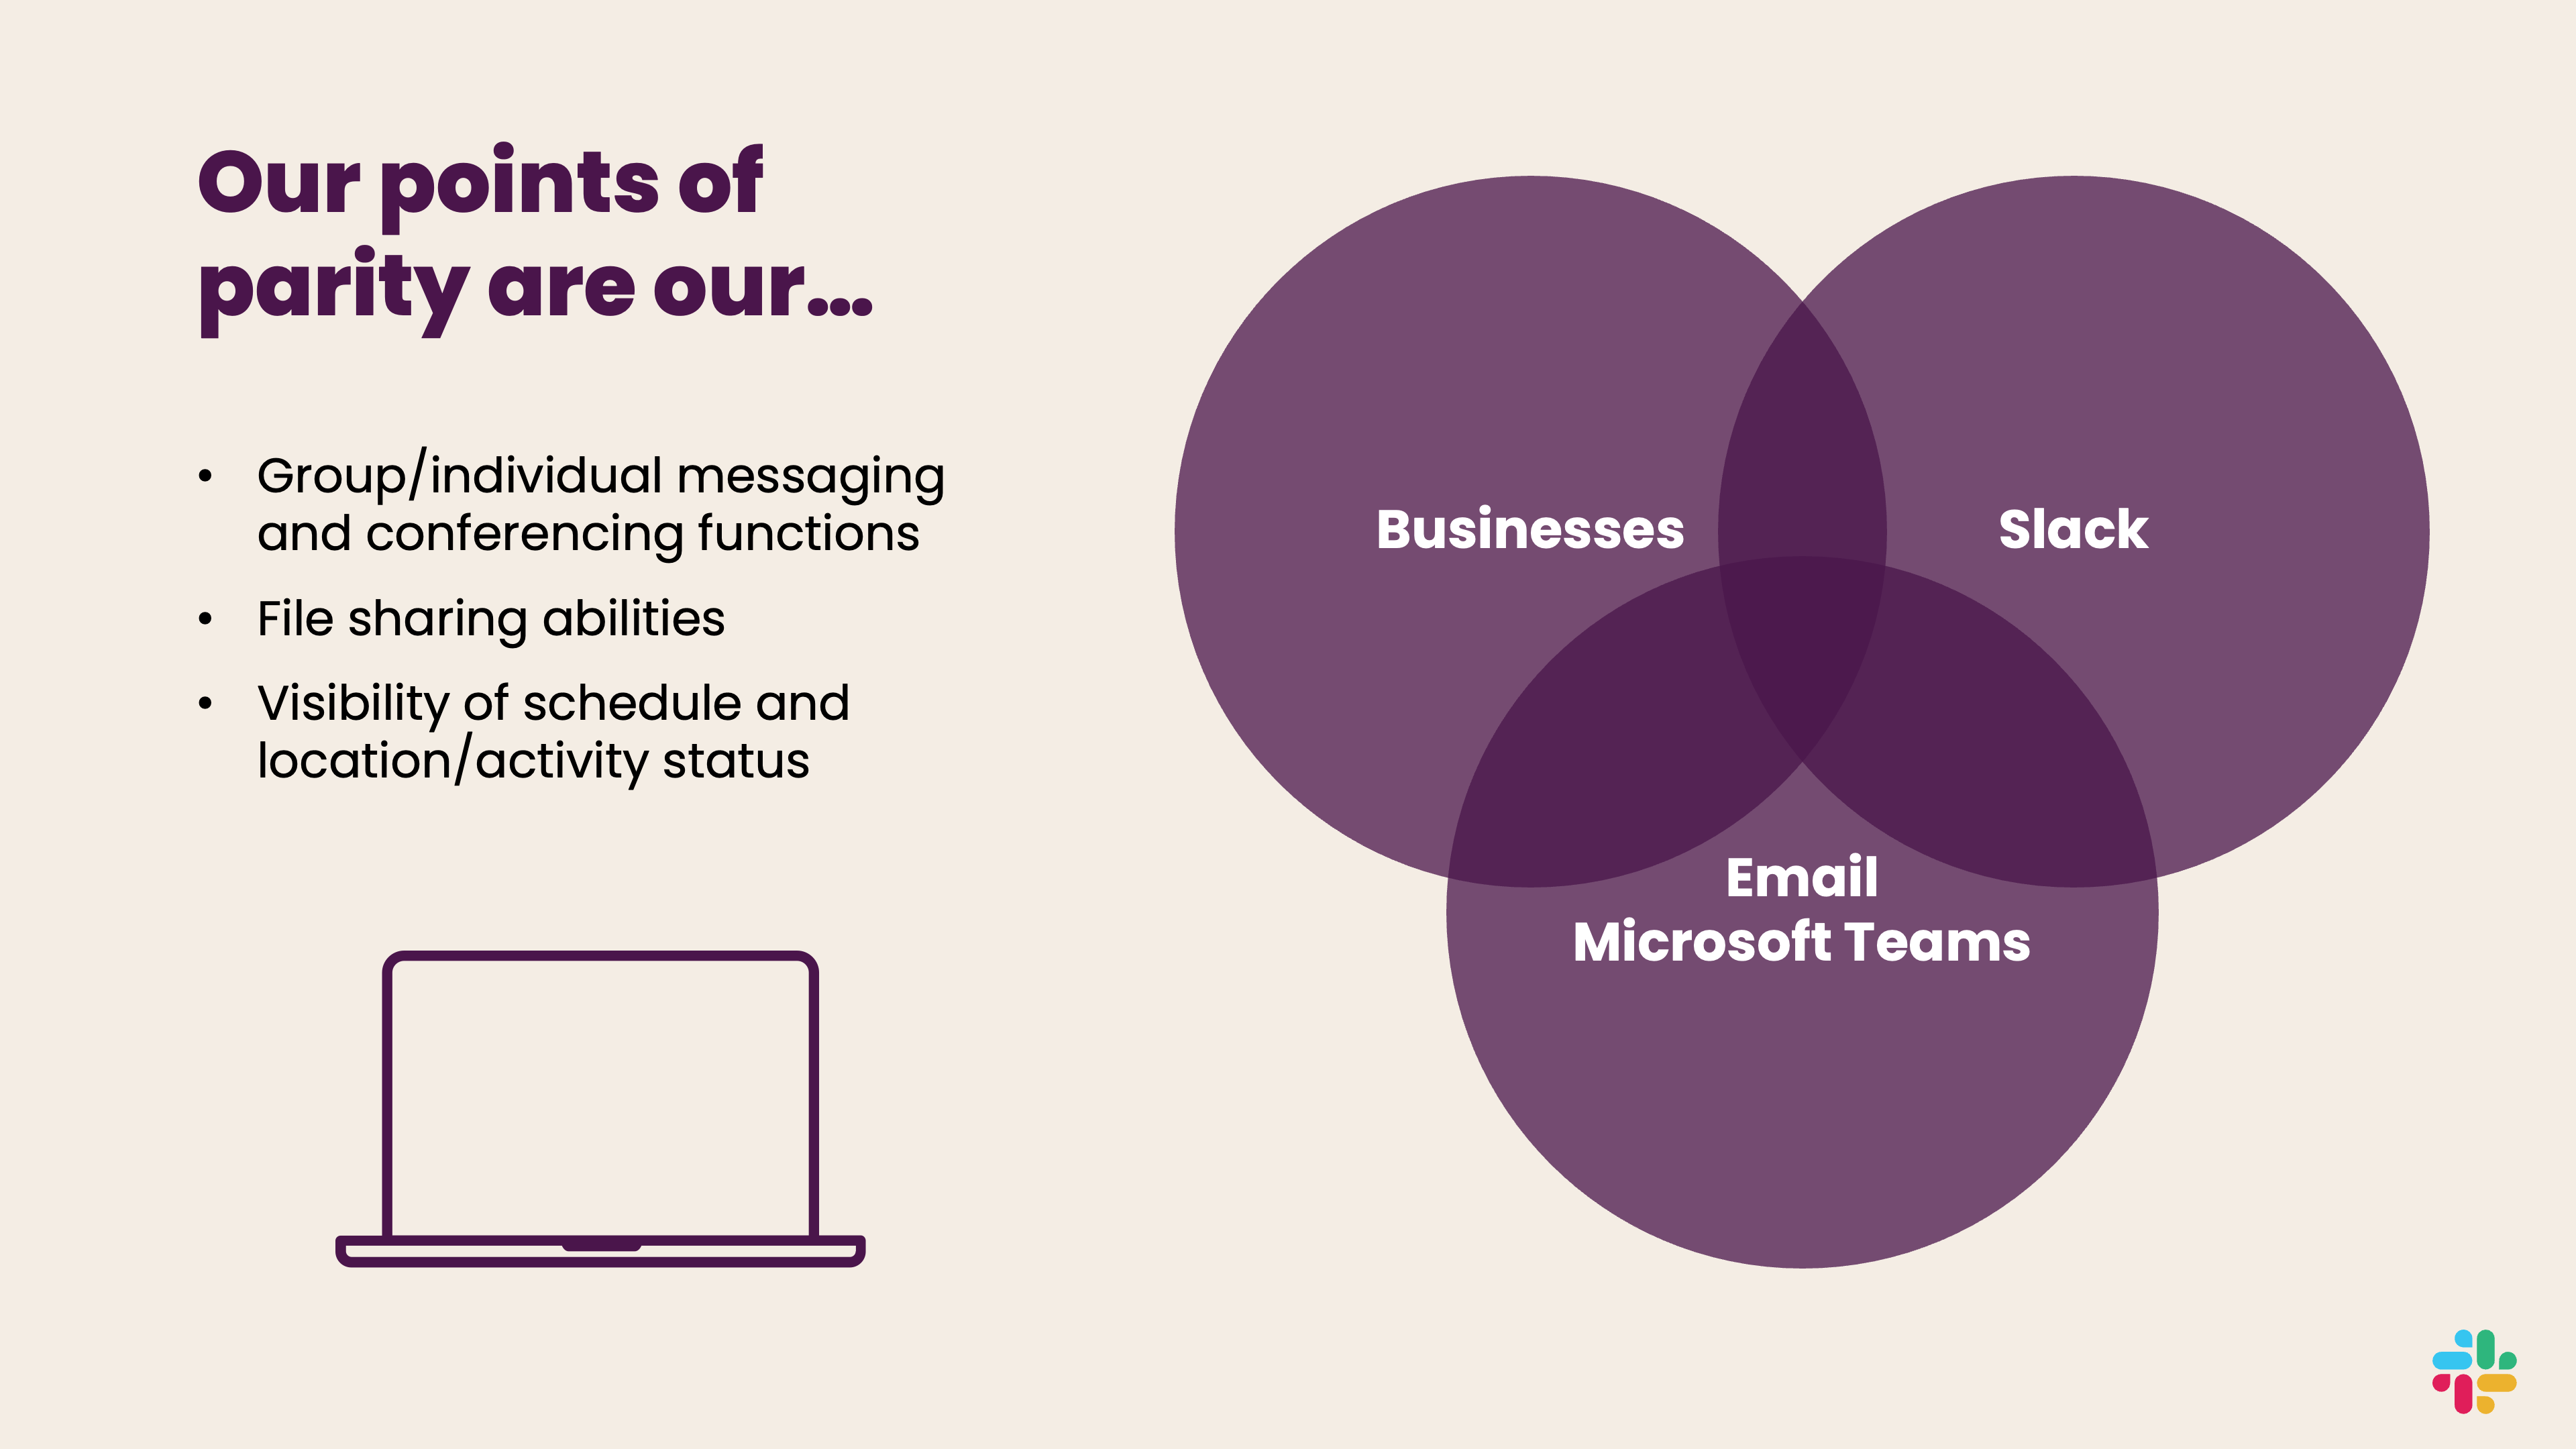 Our points of
parity are our...
• Group/individual messaging
and conferencing functions
• File sharing abilities
• Visibility of schedule and
location/activity status
Businesses
Slack
Email
Microsoft Teams